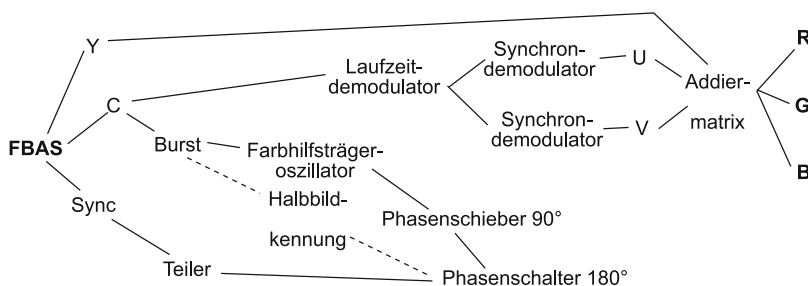 Y
R
Laufzeit-
demodulator
Synchron-
demodulator
U
Addier-
matrix
C
G
Synchron-
demodulator
V
FBAS
Burst
Farbhilfsträger-
oszillator
B
Sync
Halbbild-
kennung
Phasenschieber 90°
Teiler
Phasenschalter 180°